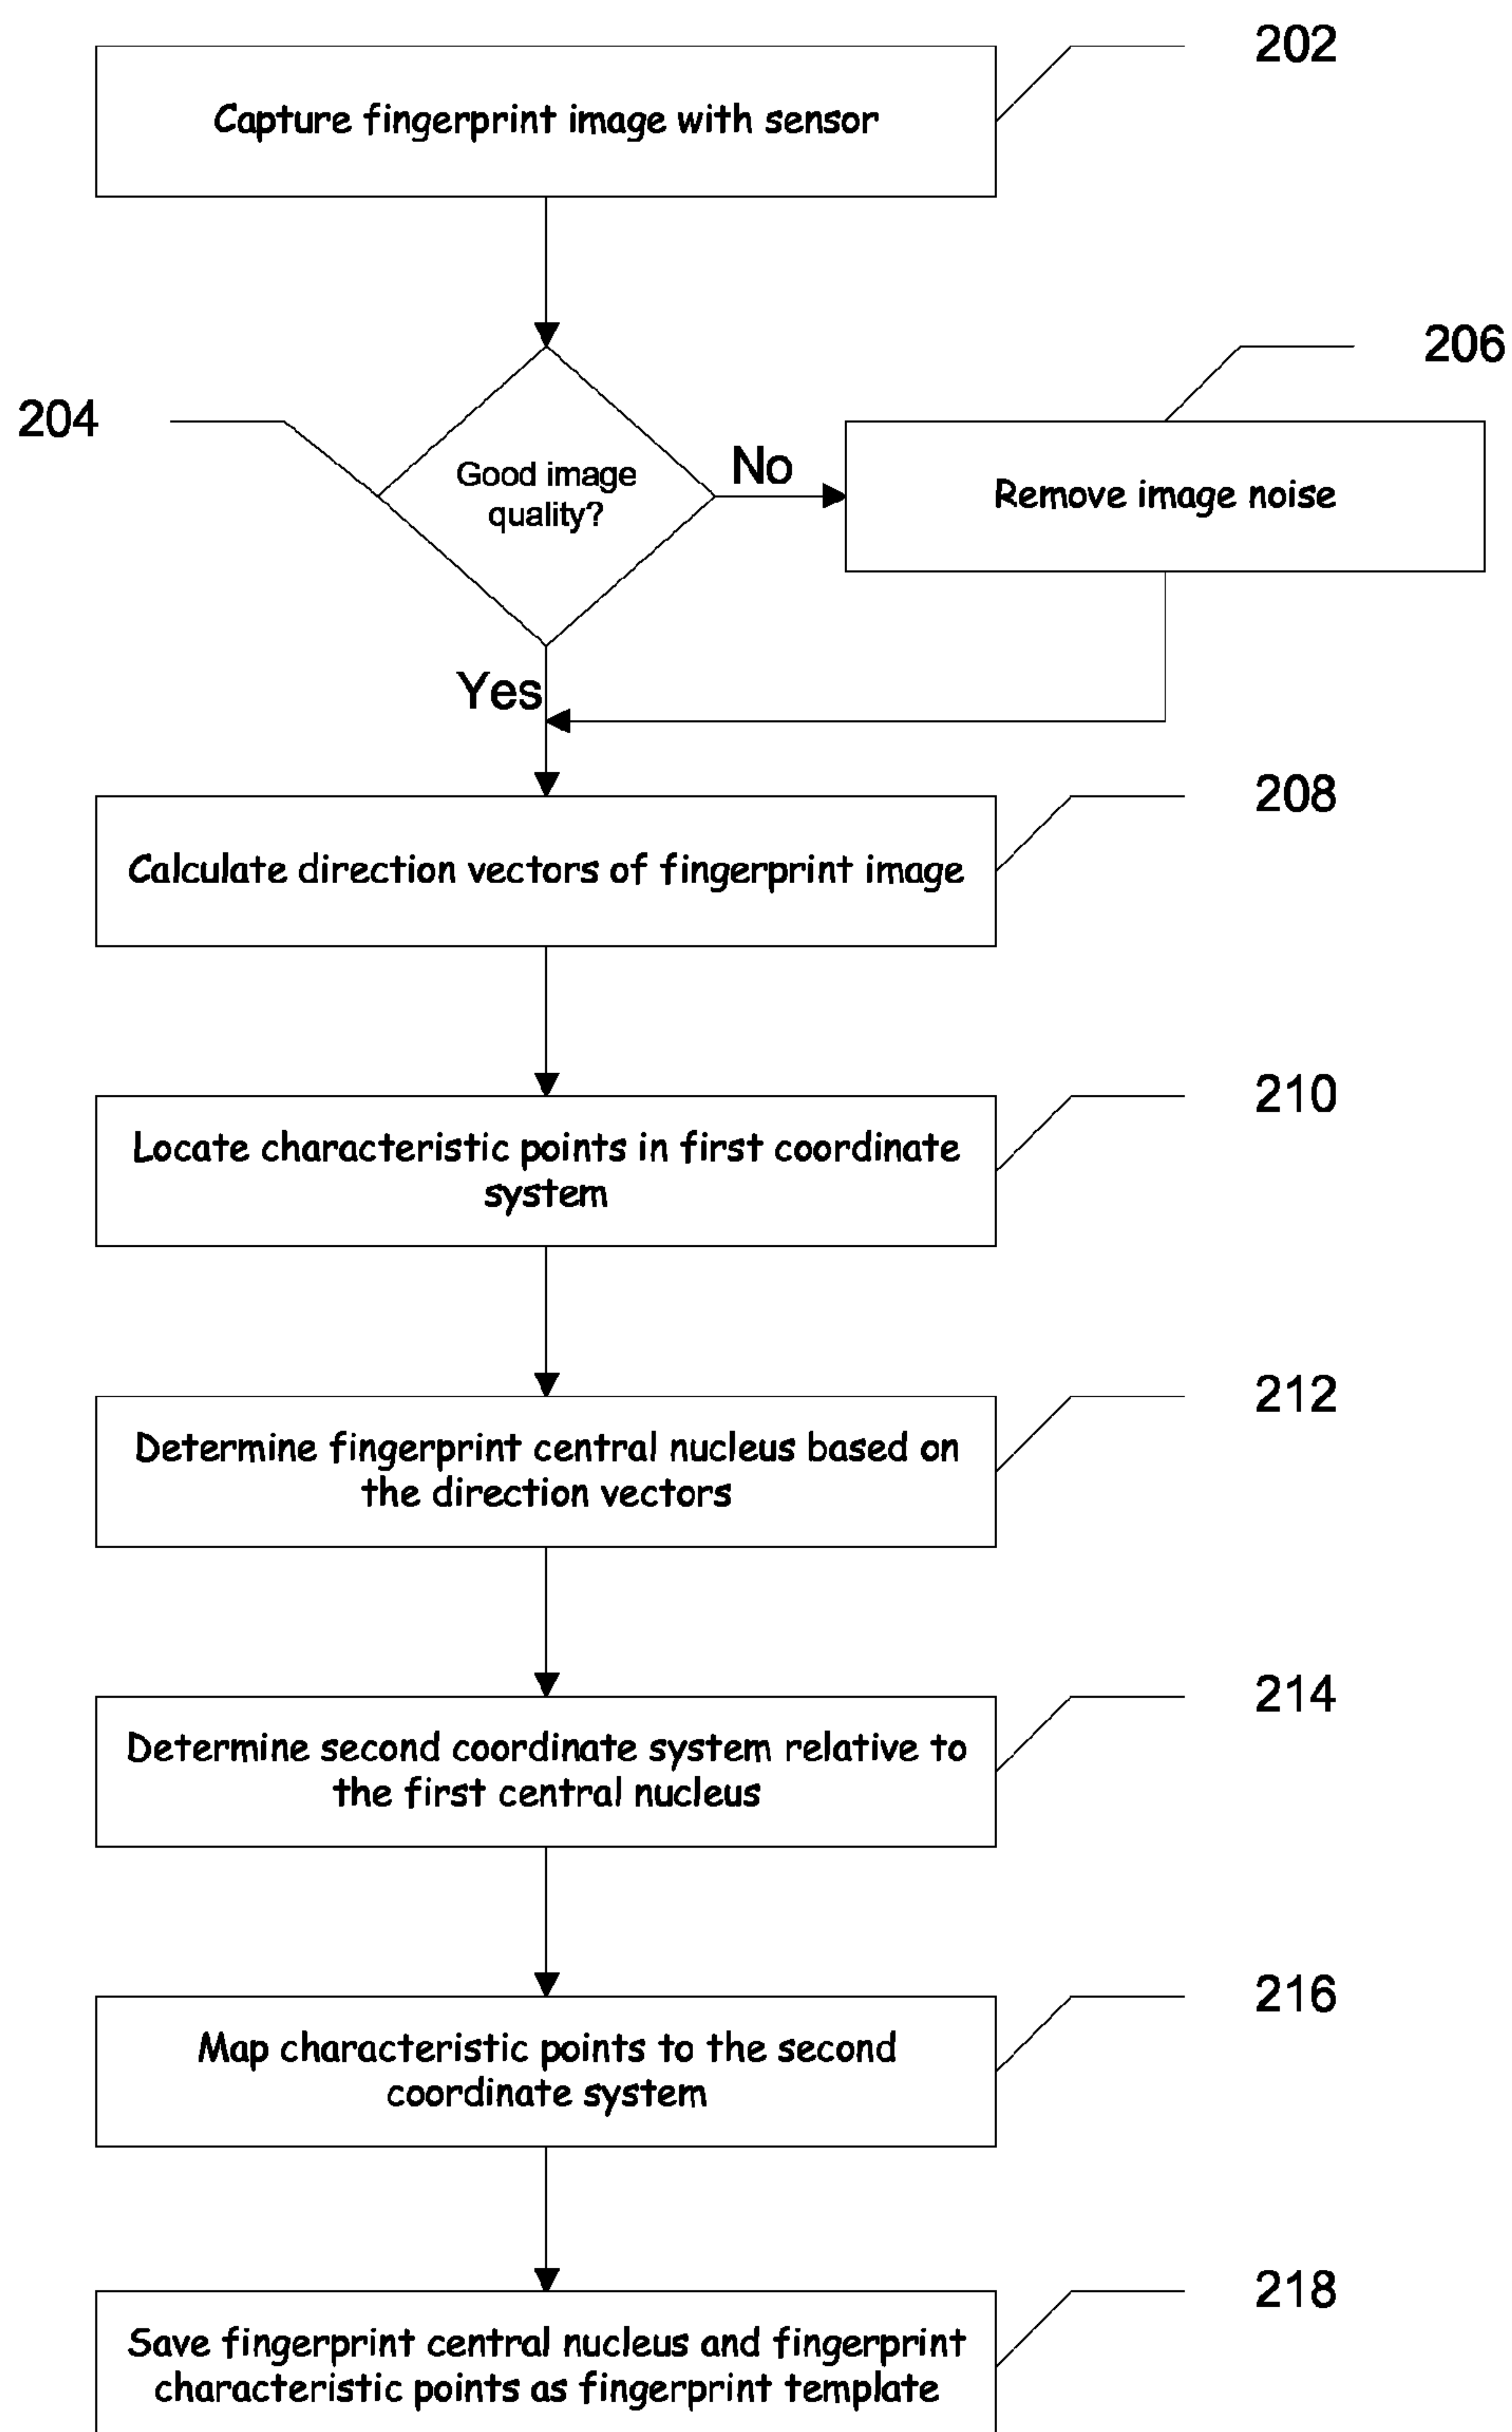 202
Capture fingerprint image with sensor
206
204
Good image
quality?
No
Remove image noise
Yes
208
Calculate direction vectors of fingerprint image
210
Locate characteristic points in first coordinate
system
212
Determine fingerprint central nucleus based on
the direction vectors
214
Determine second coordinate system relative to
the first central nucleus
216
Map characteristic points to the second
coordinate system
218
Save fingerprint central nucleus and fingerprint
characteristic points as fingerprint template